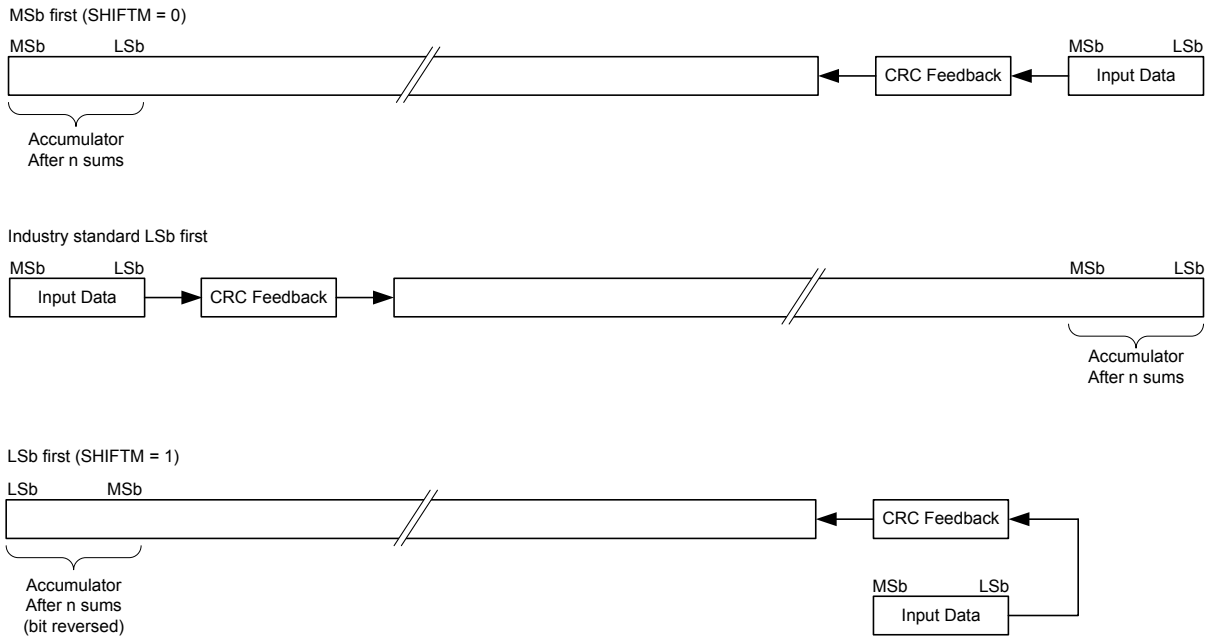 MSb first (SHIFTM = 0)
MSb LSb MSb LSb
CRC Feedback Input Data
Accumulator
After n sums
Industry standard LSb first
MSb LSb MSb LSb
Input Data CRC Feedback
Accumulator
After n sums
LSb first (SHIFTM = 1)
LSb MSb
CRC Feedback
Accumulator
After n sums
(bit reversed)
MSb LSb
Input Data